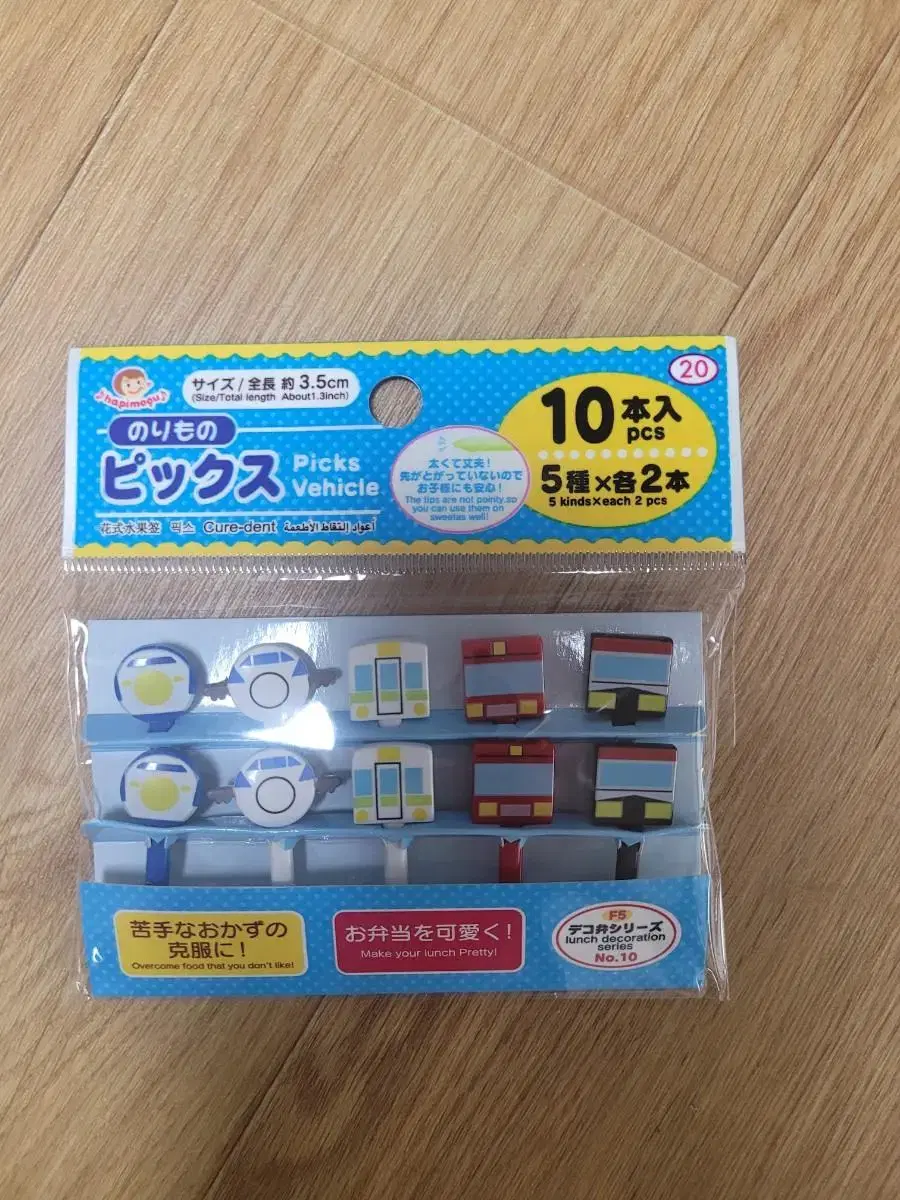 ♪hapimogu♪
サイズ/全長 約3.5cm
(Size/Total length About1.3inch)
20
のりもの
ピックス
Picks
Vehicle
花式水果签 픽스 Cure-dent أعواد إلتقاط الأطعمة
太くて丈夫!
先がとがっていないので
お子様にも安心!
The tips are not pointy,so
you can use them on
sweetas well!
10本入
pcs
5種×各2本
5 kinds×each 2 pcs
苦手なおかずの
克服に!
Overcome food that you don't like!
お弁当を可愛く!
Make your lunch Pretty!
F5
デコ弁シリーズ
lunch decoration
series
No.10